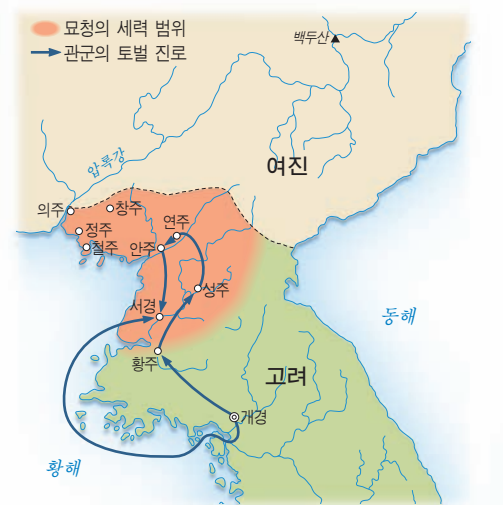 묘청의 세력 범위
관군의 토벌 진로
백두산
압록강
여진
의주
창주
정주
연주
철주
안주
성주
서경
동해
황주
고려
개경
황해